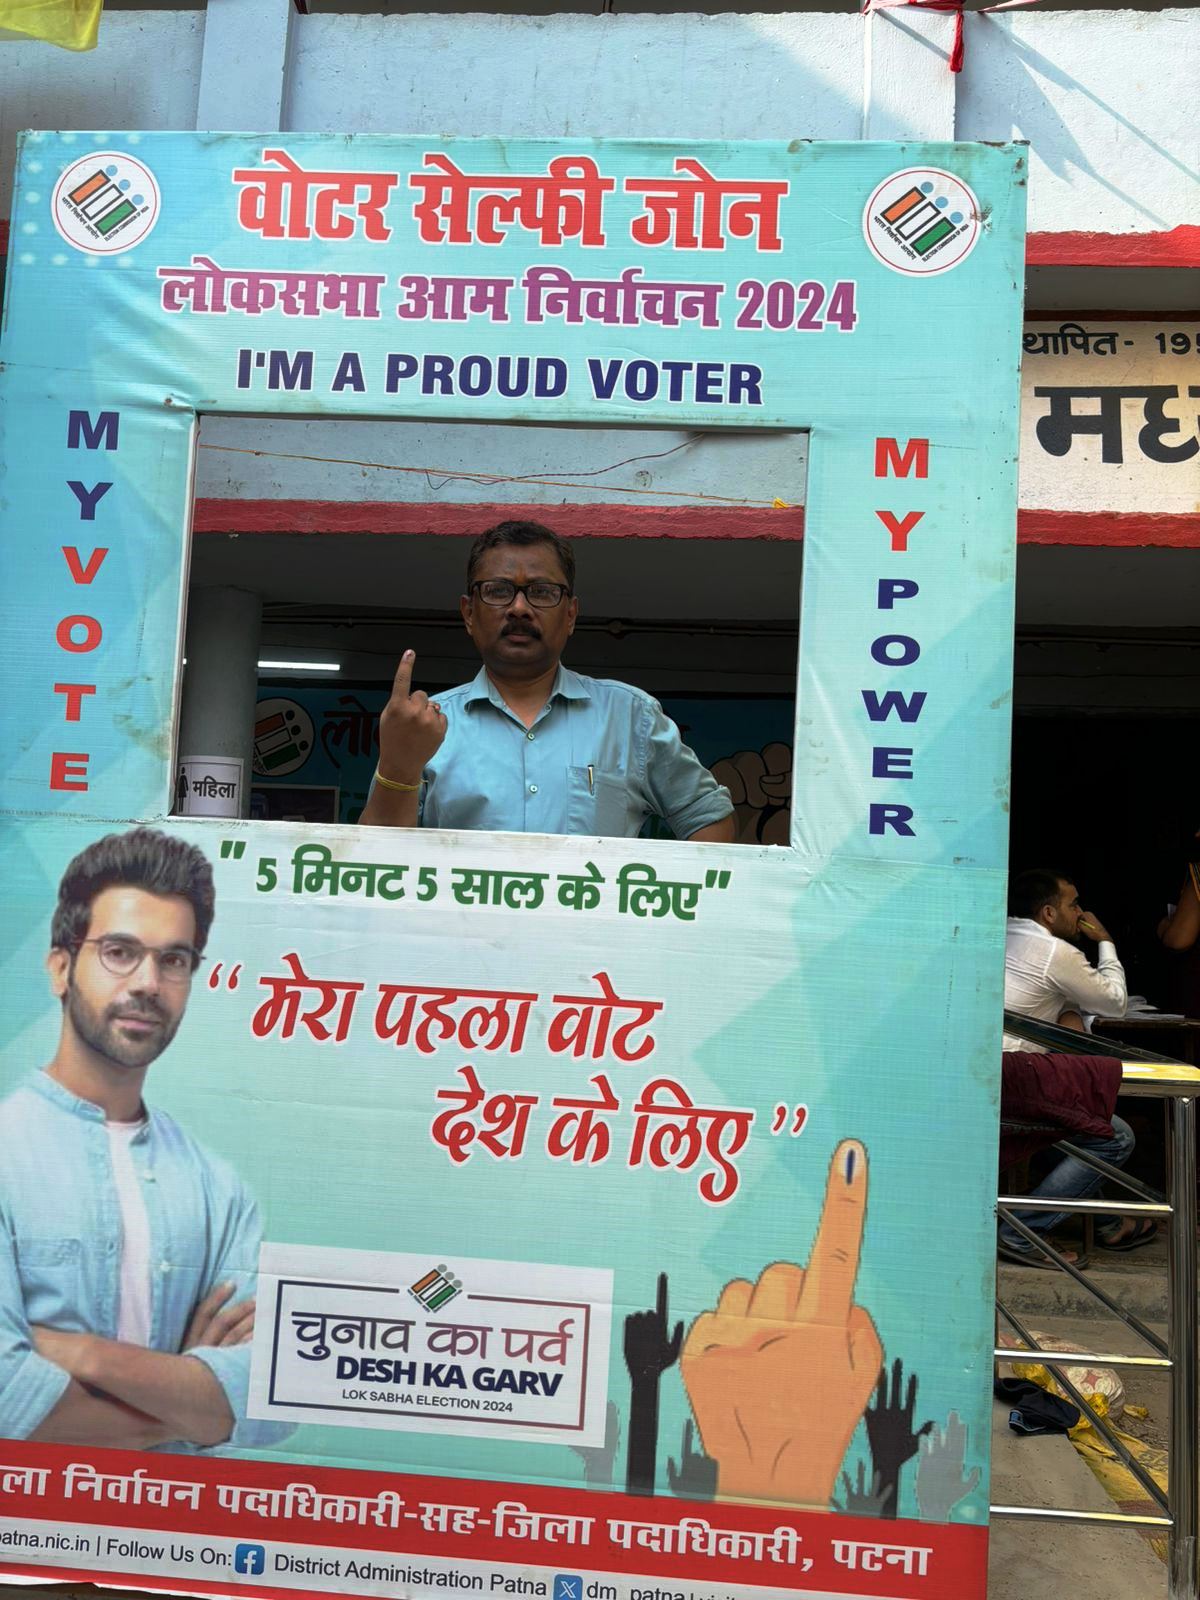 वोटर सेल्फी जोन
लोकसभा आम निर्वाचन 2024
I'M A PROUD VOTER
MY VOTE
MY POWER
स्थापित - 195
मध्य
महिला
"5 मिनट 5 साल के लिए"
“मेरा पहला वोट
देश के लिए”
चुनाव का पर्व
DESH KA GARV
LOK SABHA ELECTION 2024
ला निर्वाचन पदाधिकारी-सह-जिला पदाधिकारी, पटना
patna.nic.in | Follow Us On: District Administration Patna dm_patna